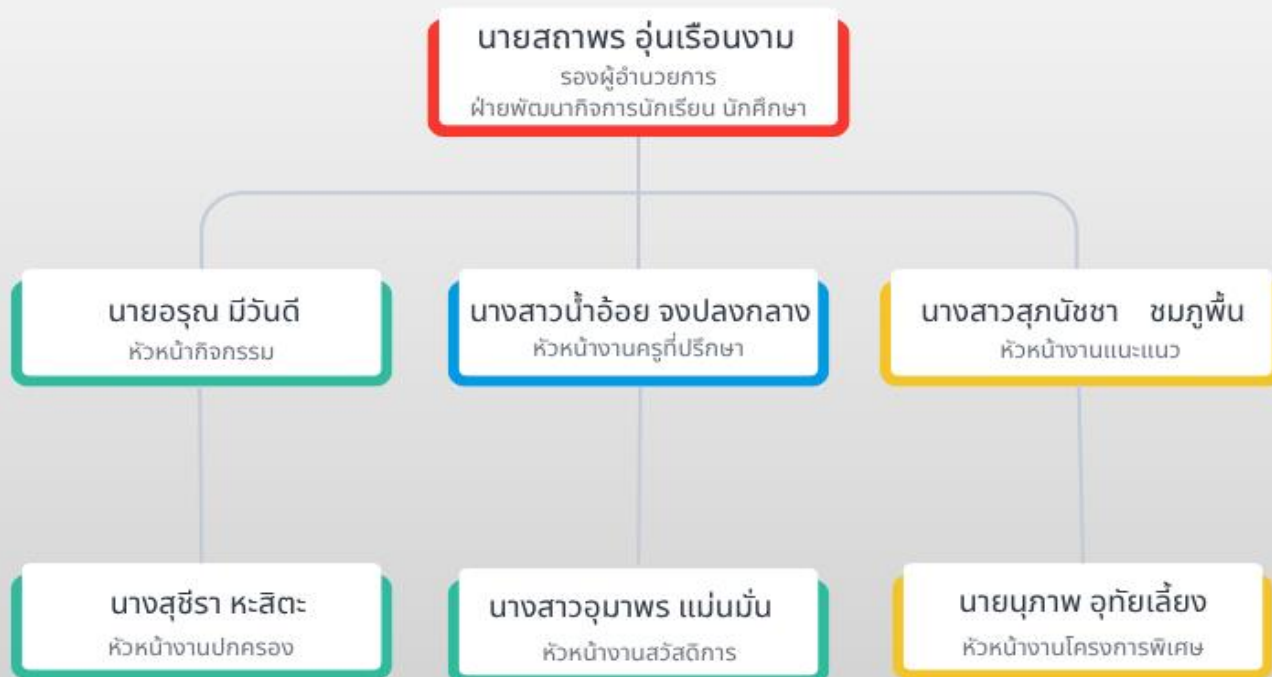 นายสถาพร อุ่นเรือนงาม
รองผู้อำนวยการ
ฝ่ายพัฒนากิจการนักเรียน นักศึกษา
นายอรุณ มีวันดี
หัวหน้ากิจกรรม
นางสาวน้ำอ้อย จงปลงกลาง
หัวหน้างานครูที่ปรึกษา
นางสาวสุภนัชชา ชมภูพื้น
หัวหน้างานแนะแนว
นางสุชีรา หะสิตะ
หัวหน้างานปกครอง
นางสาวอุมาพร แม่นมั่น
หัวหน้างานสวัสดิการ
นายนุภาพ อุทัยเลี้ยง
หัวหน้างานโครงการพิเศษ